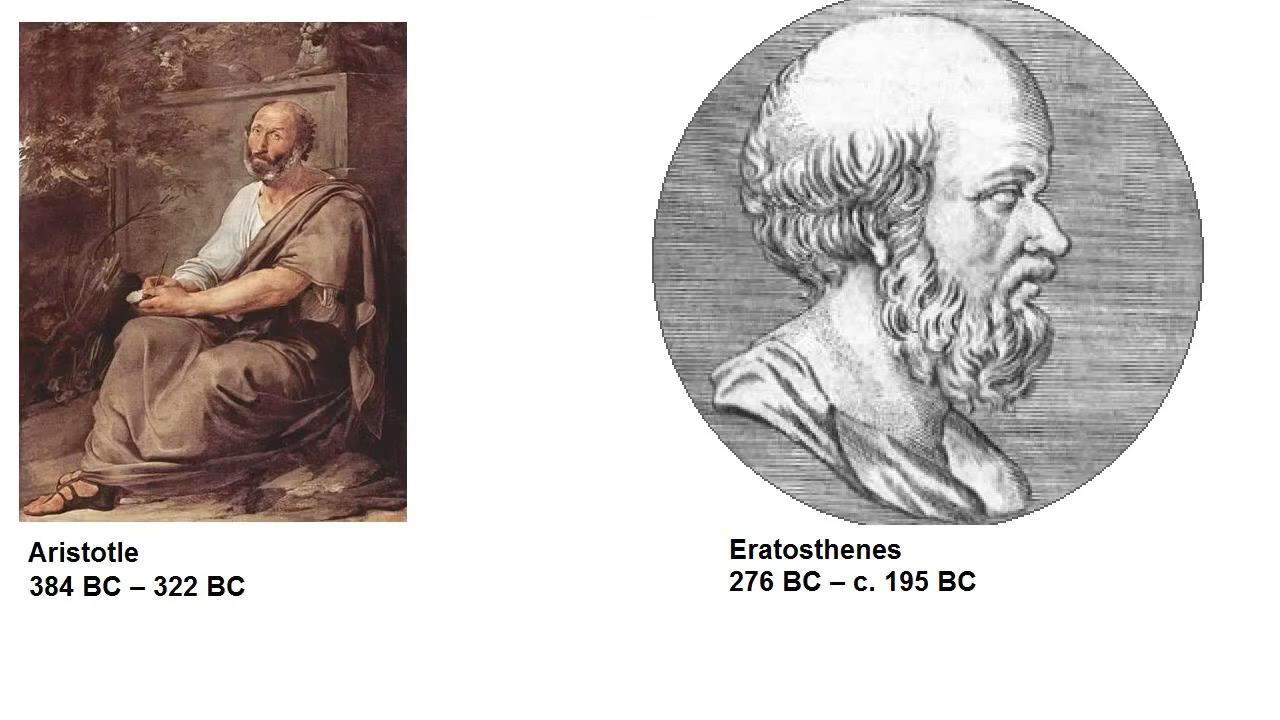 Aristotle
384 BC – 322 BC
Eratosthenes
276 BC – c. 195 BC